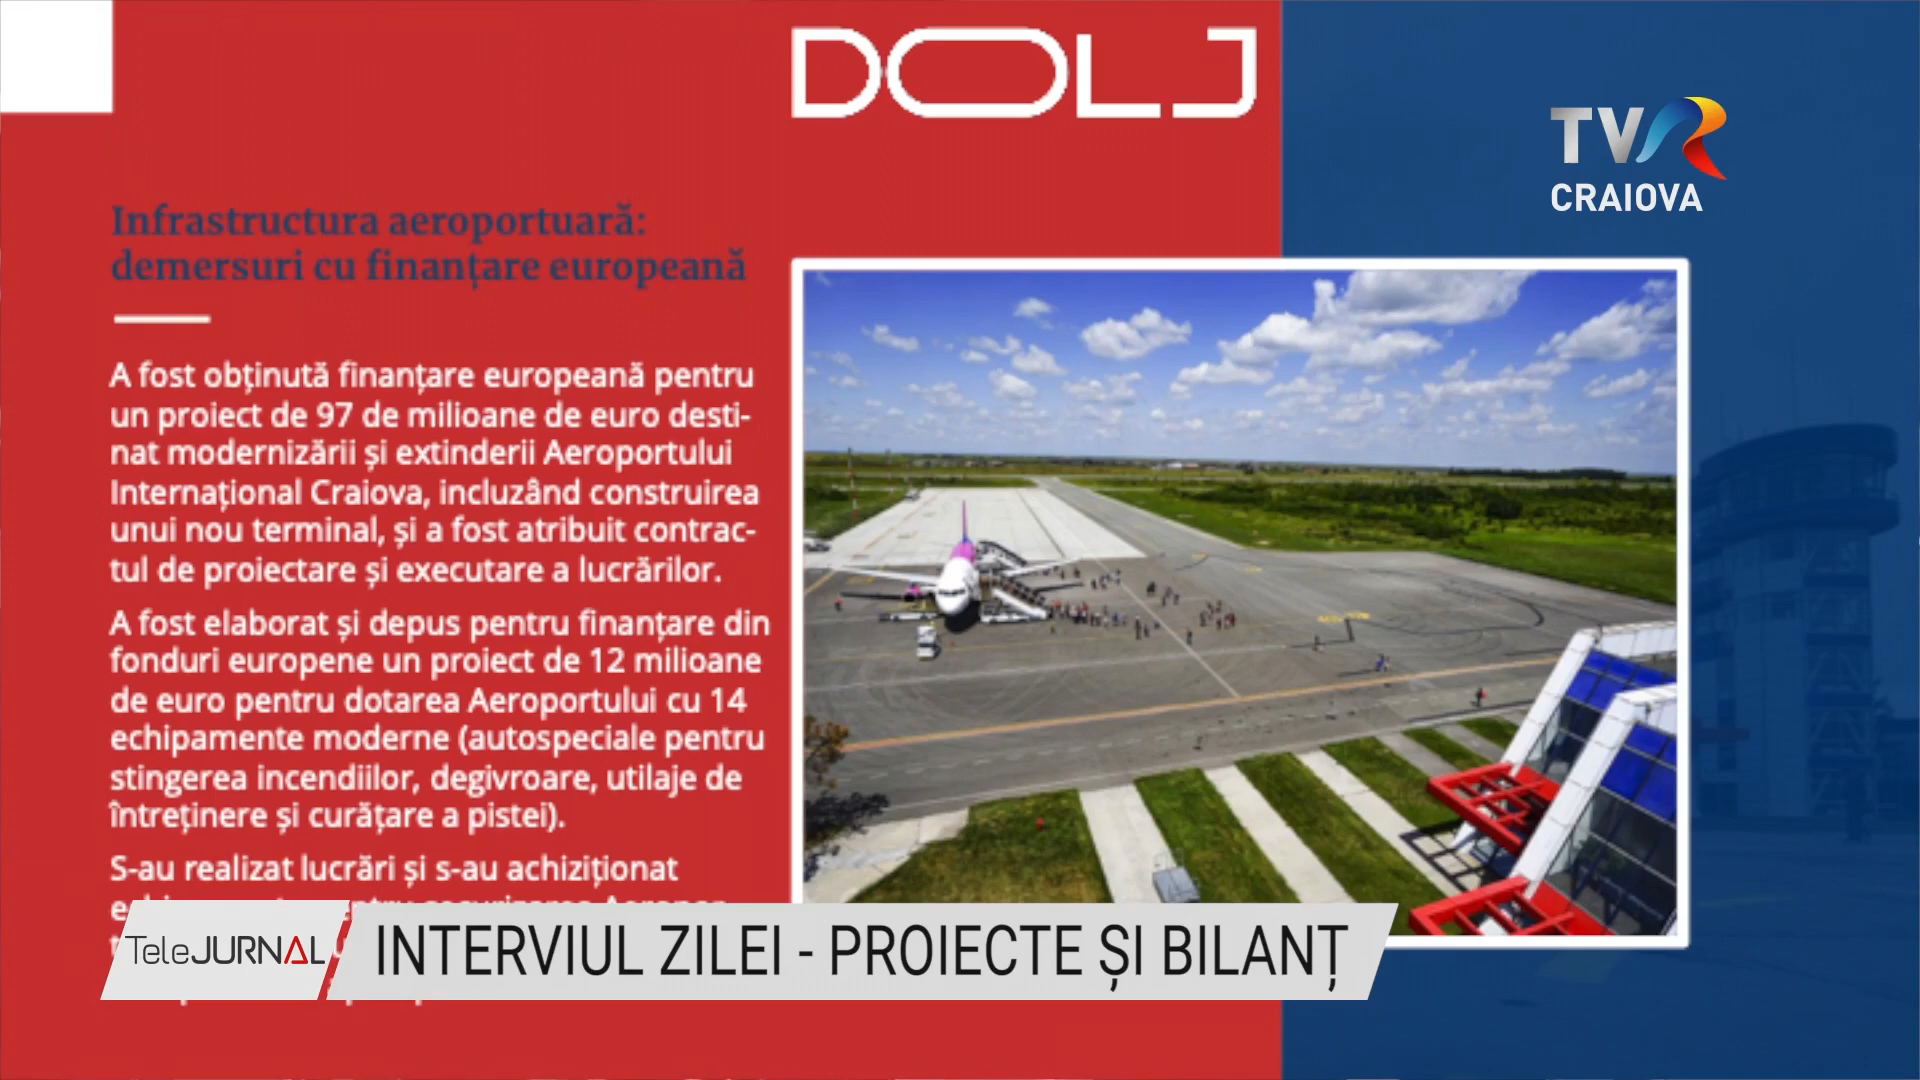 DOLJ
TVR
CRAIOVA
Infrastructura aeroportuară:
demersuri cu finanțare europeană
A fost obținută finanțare europeană pentru
un proiect de 97 de milioane de euro desti-
nat modernizării și extinderii Aeroportului
Internațional Craiova, incluzând construirea
unui nou terminal, și a fost atribuit contrac-
tul de proiectare și executare a lucrărilor.
A fost elaborat și depus pentru finanțare din
fonduri europene un proiect de 12 milioane
de euro pentru dotarea Aeroportului cu 14
echipamente moderne (autospeciale pentru
stingerea incendiilor, degivroare, utilaje de
întreținere și curățare a pistei).
S-au realizat lucrări și s-au achiziționat
TeleJURNAL
INTERVIUL ZILEI - PROIECTE ȘI BILANȚ